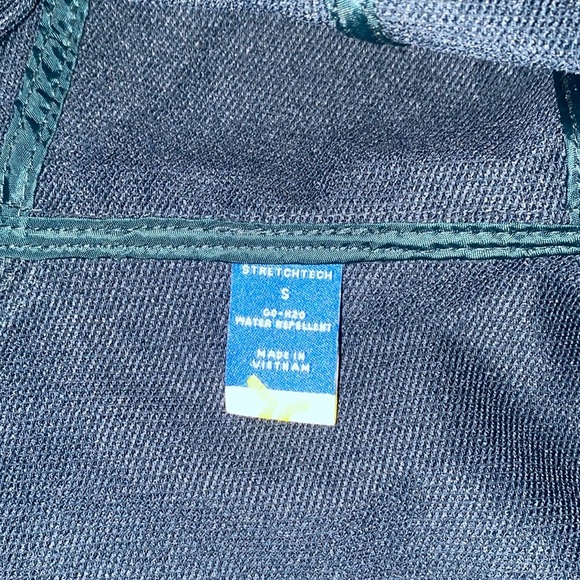 STRETCHTECH
S
GO-H2O
WATER REPELLENT
MADE IN
VIETNAM